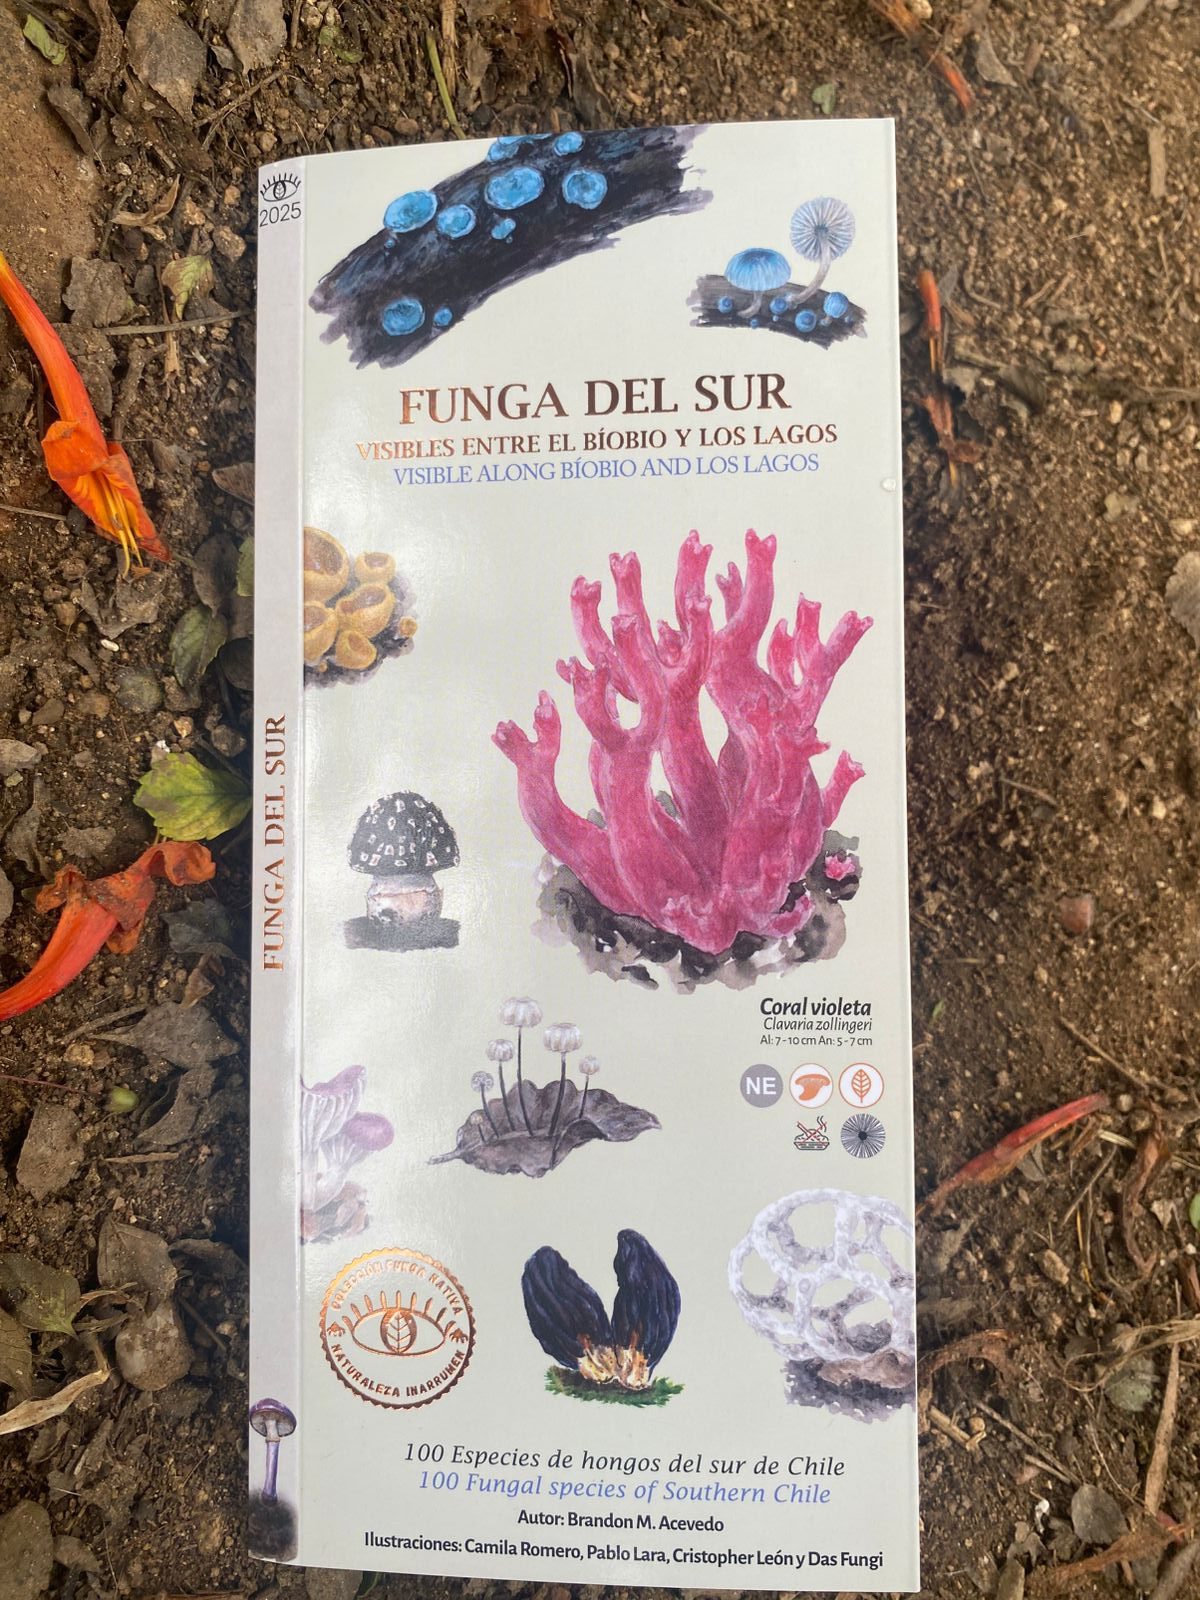 2025
FUNGA DEL SUR
VISIBLES ENTRE EL BÍOBIO Y LOS LAGOS
VISIBLE ALONG BÍOBIO AND LOS LAGOS
FUNGA DEL SUR
Coral violeta
Clavaria zollingeri
Al: 7-10 cm An: 5-7 cm
NE
COLECCIÓN FUNGA NATIVA
NATURALEZA INARRUMEN
100 Especies de hongos del sur de Chile
100 Fungal species of Southern Chile
Autor: Brandon M. Acevedo
Ilustraciones: Camila Romero, Pablo Lara, Cristopher León y Das Fungi